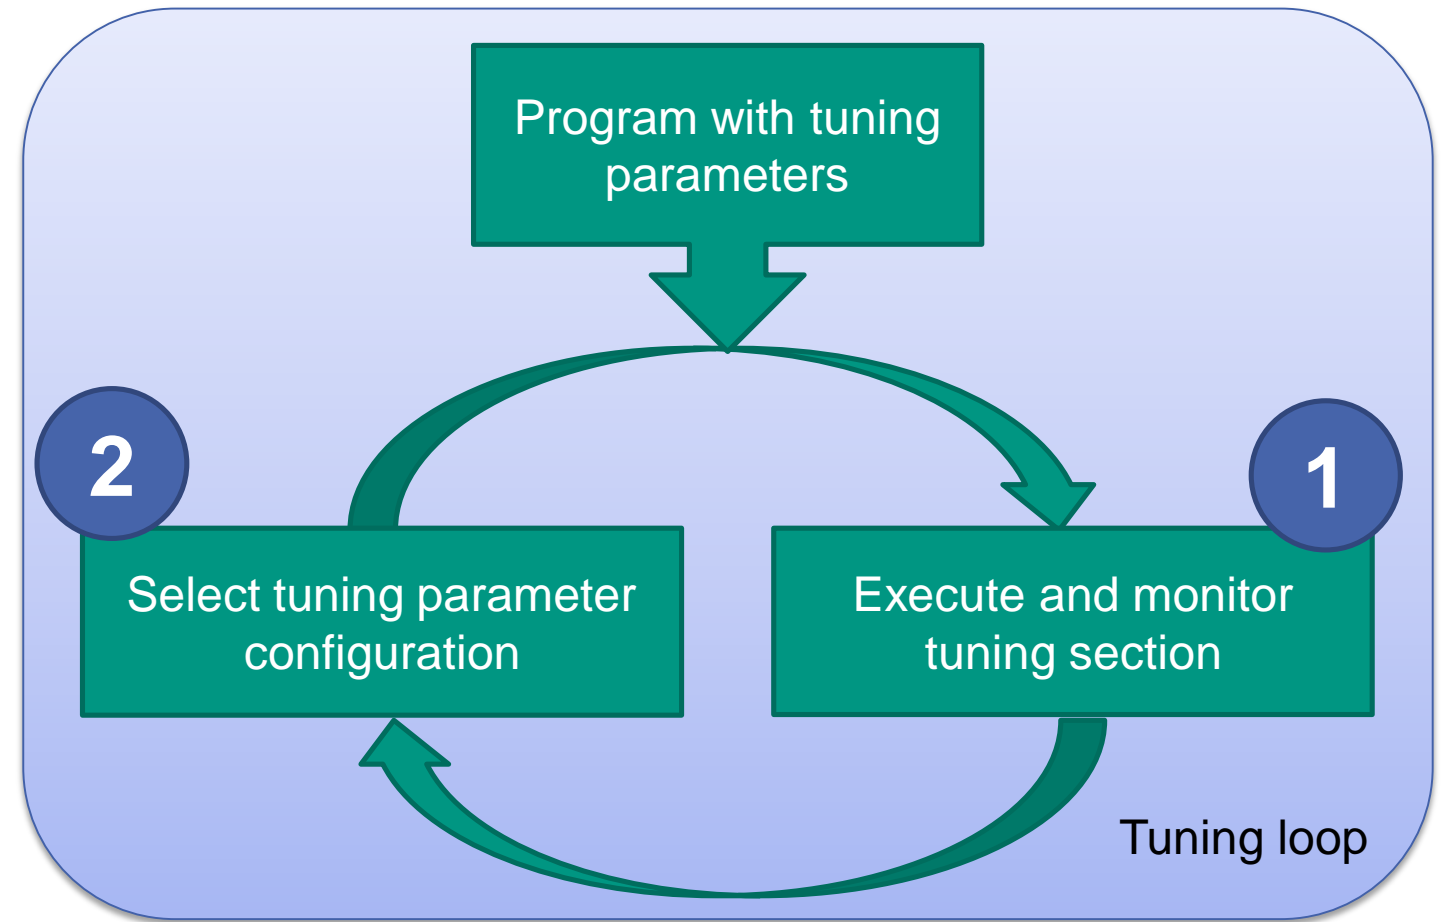 Program with tuning
parameters
2
1
Select tuning parameter
configuration
Execute and monitor
tuning section
Tuning loop